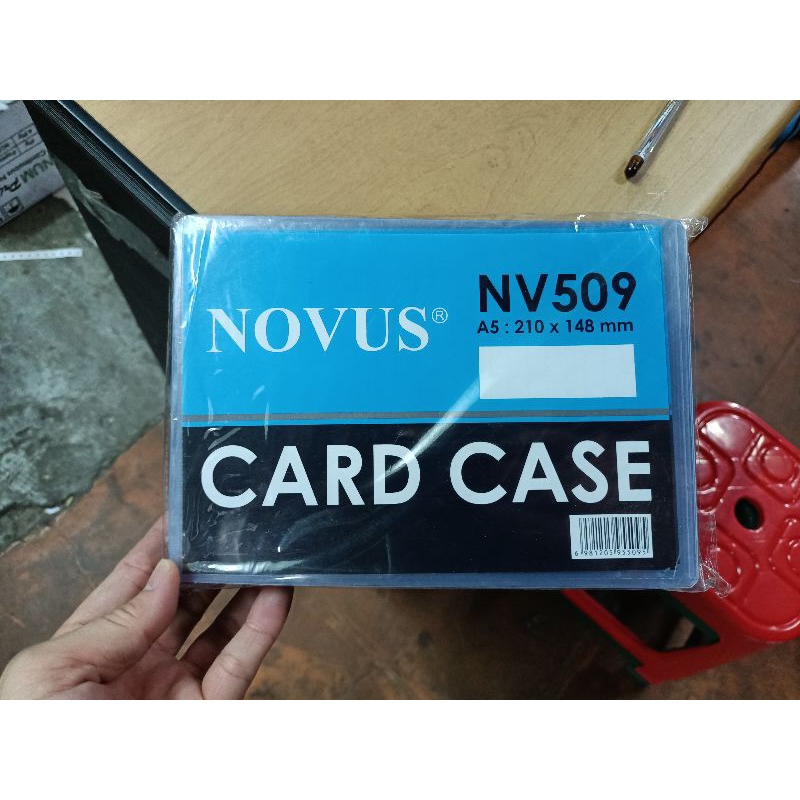 NOVUS®
NV509
A5 : 210 x 148 mm
CARD CASE